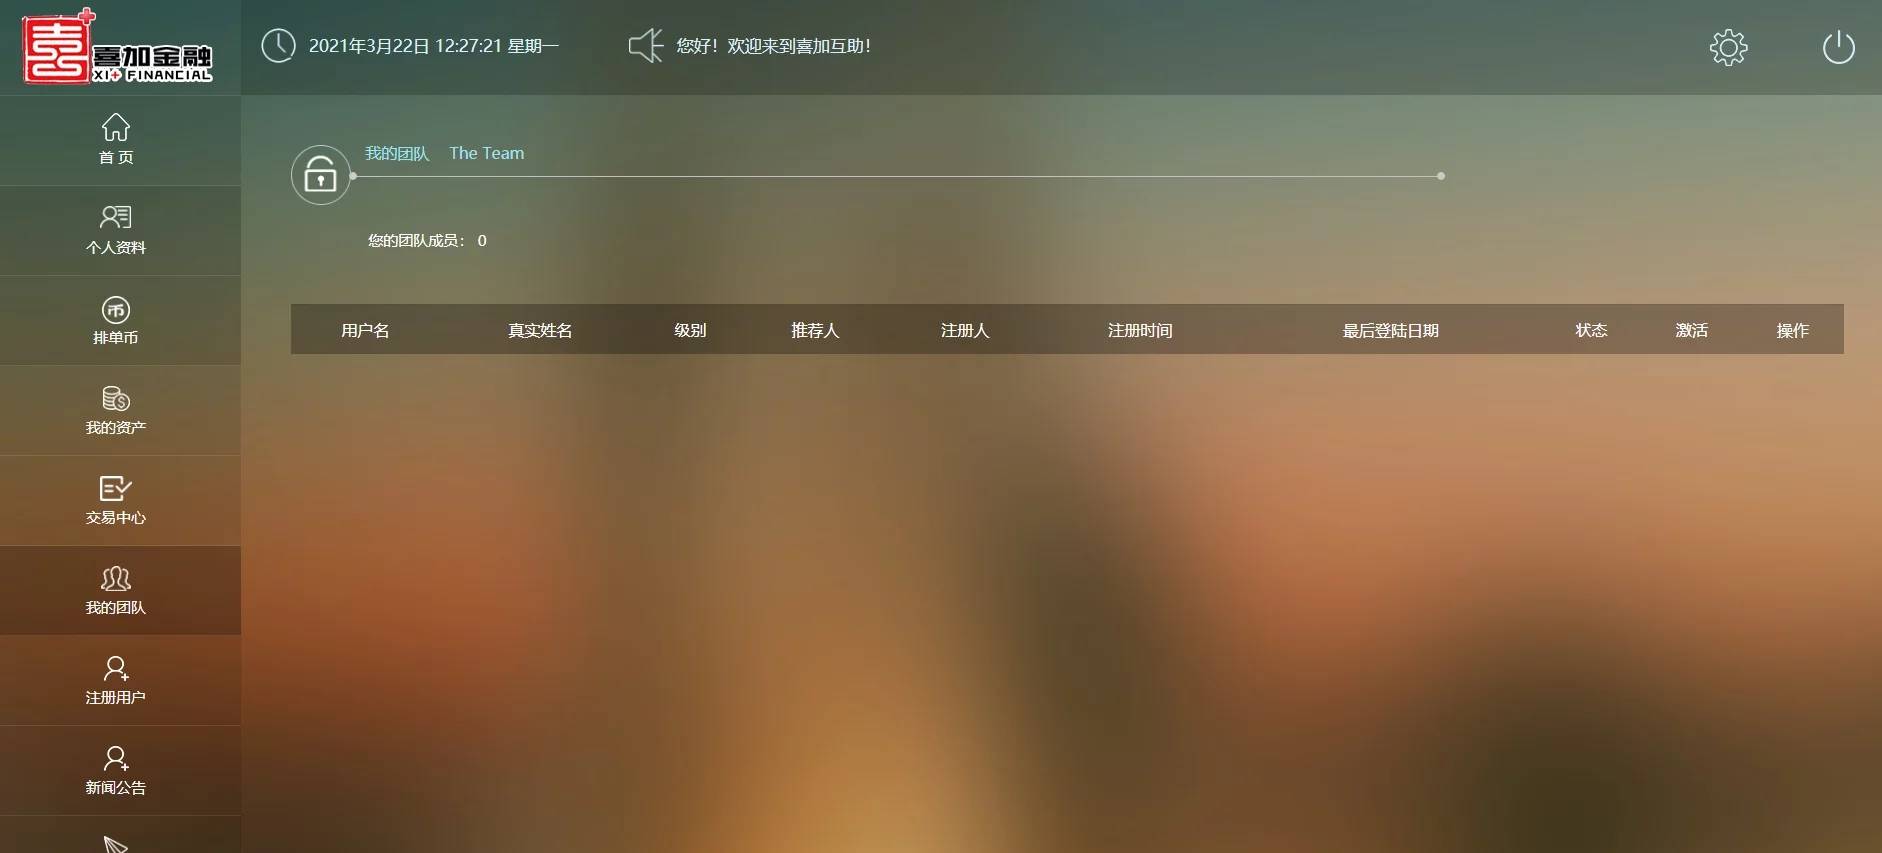 喜加金融
XI+ FINANCIAL
2021年3月22日 12:27:21 星期一
您好！欢迎来到喜加互助！
首 页
个人资料
排单币
我的资产
交易中心
我的团队
注册用户
新闻公告
我的团队 The Team
您的团队成员： 0
用户名 真实姓名 级别 推荐人 注册人 注册时间 最后登陆日期 状态 激活 操作